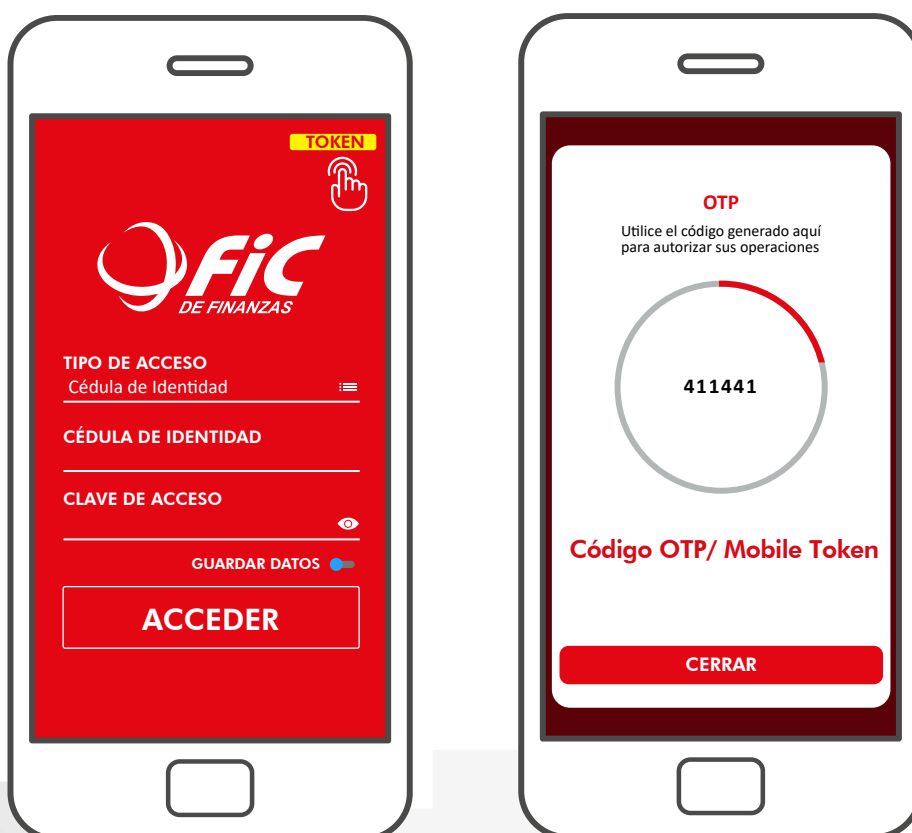 TOKEN
FiC
DE FINANZAS
TIPO DE ACCESO
Cédula de Identidad
CÉDULA DE IDENTIDAD
CLAVE DE ACCESO
GUARDAR DATOS
ACCEDER
OTP
Utilice el código generado aquí
para autorizar sus operaciones
411441
Código OTP/ Mobile Token
CERRAR